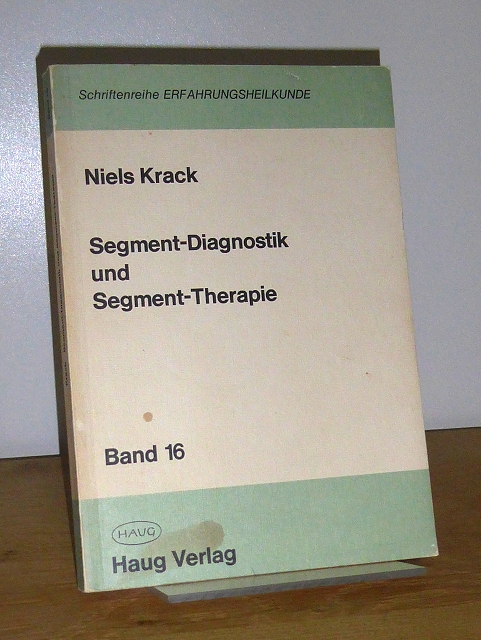 Schriftenreihe ERFAHRUNGSHEILKUNDE
Niels Krack
Segment-Diagnostik
und
Segment-Therapie
Band 16
HAUG
Haug Verlag